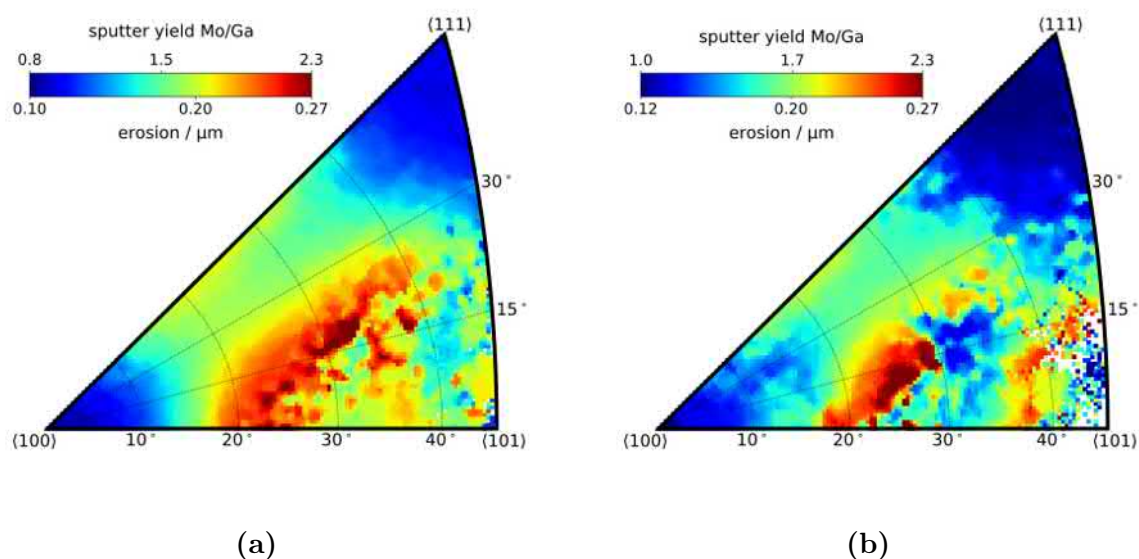 (111)
sputter yield Mo/Ga
0.8 1.5 2.3
0.10 0.20 0.27
erosion / μm
30°
15°
(100) 10° 20° 30° 40° (101)
(a)
(111)
sputter yield Mo/Ga
1.0 1.7 2.3
0.12 0.20 0.27
erosion / μm
30°
15°
(100) 10° 20° 30° 40° (101)
(b)